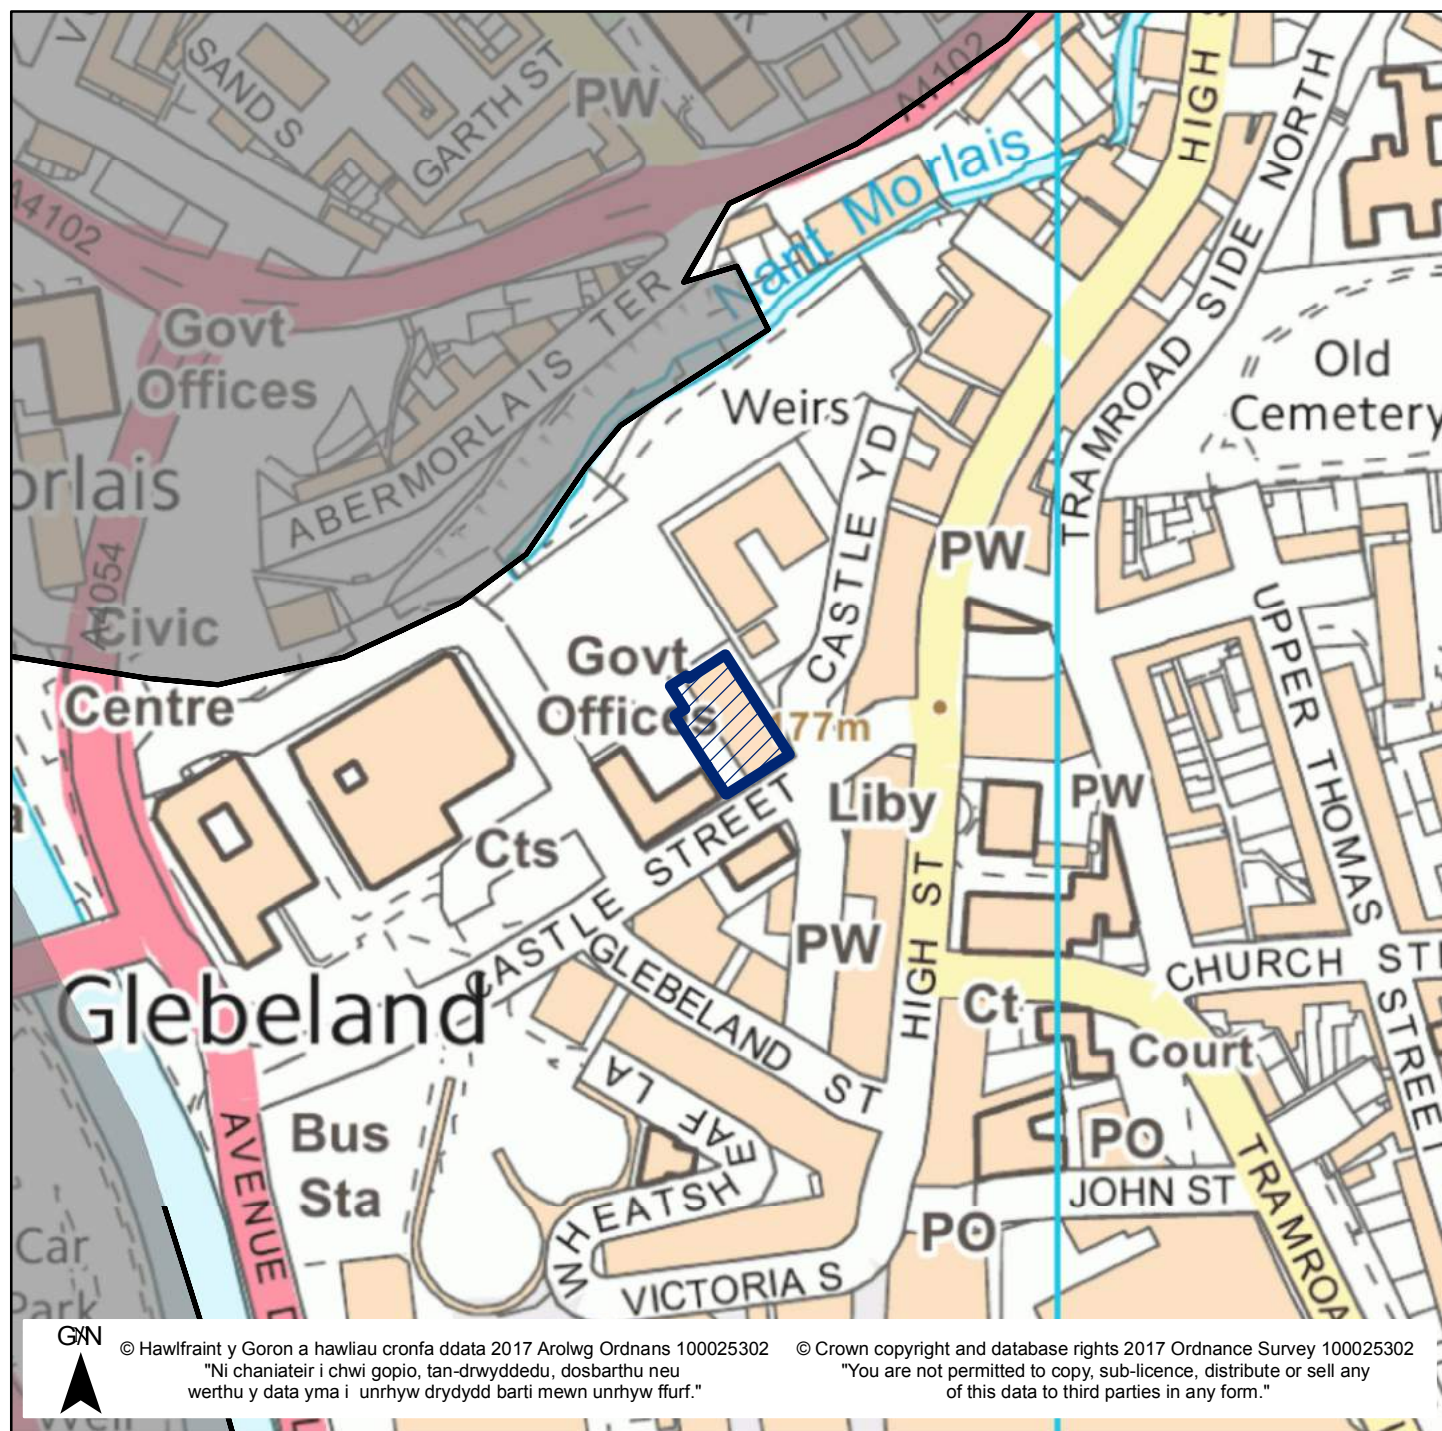 SAND S
GARTH ST
PW
A4102
HIGH
Nant Morlais
TRAMROAD SIDE NORTH
A4102
Govt
Offices
ABERMORLAIS TER
Old
Cemetery
Weirs
orlais
CASTLE YD
A4054
PW
Civic
Centre
Govt
Offices
177m
UPPER THOMAS STREET
Liby
PW
Cts
CASTLE STREET
PW
HIGH ST
CHURCH ST
Glebeland
GLEBELAND ST
Ct
Court
WHEATSHEAF LA
Bus
Sta
AVENUE D
PO
JOHN ST
TRAMROA
PO
VICTORIA S
Car
Park
Weir
© Hawlfraint y Goron a hawliau cronfa ddata 2017 Arolwg Ordnans 100025302
"Ni chaniateir i chwi gopio, tan-drwyddedu, dosbarthu neu
werthu y data yma i unrhyw drydydd barti mewn unrhyw ffurf."
© Crown copyright and database rights 2017 Ordnance Survey 100025302
"You are not permitted to copy, sub-licence, distribute or sell any
of this data to third parties in any form."